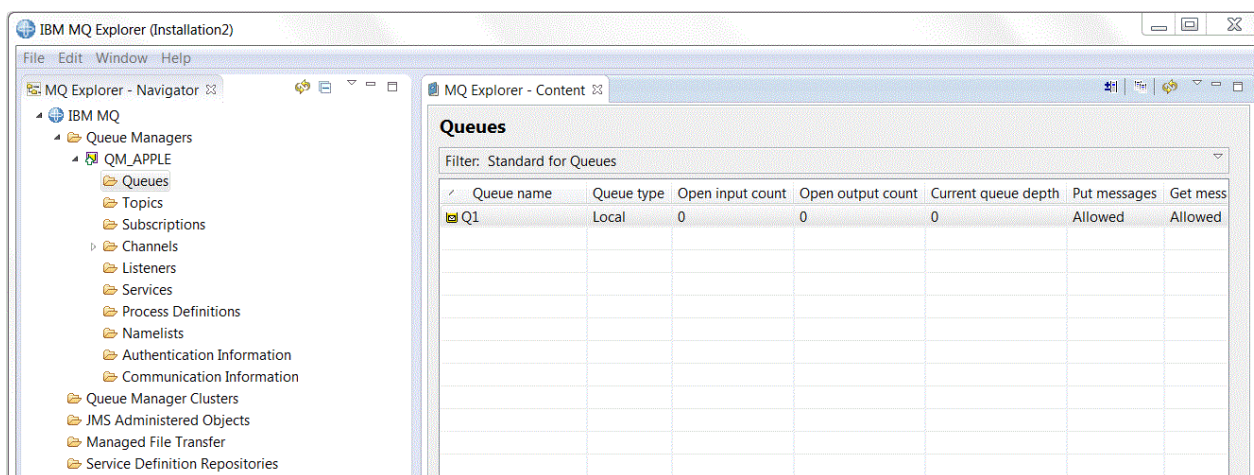 IBM MQ Explorer (Installation2)
File Edit Window Help
MQ Explorer - Navigator
IBM MQ
Queue Managers
QM_APPLE
Queues
Topics
Subscriptions
Channels
Listeners
Services
Process Definitions
Namelists
Authentication Information
Communication Information
Queue Manager Clusters
JMS Administered Objects
Managed File Transfer
Service Definition Repositories
MQ Explorer - Content
Queues
Filter: Standard for Queues
Queue name Queue type Open input count Open output count Current queue depth Put messages Get mess
Q1 Local 0 0 0 Allowed Allowed